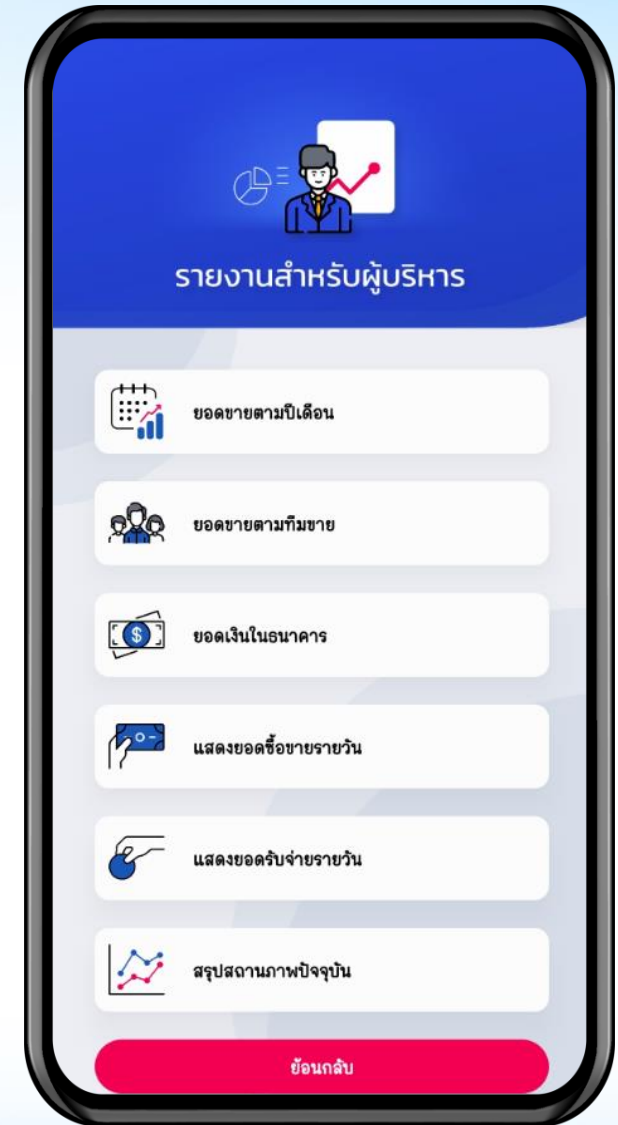 รายงานสำหรับผู้บริหาร
ยอดขายตามปีเดือน
ยอดขายตามทีมขาย
ยอดเงินในธนาคาร
แสดงยอดซื้อขายรายวัน
แสดงยอดรับจ่ายรายวัน
สรุปสถานภาพปัจจุบัน
ย้อนกลับ